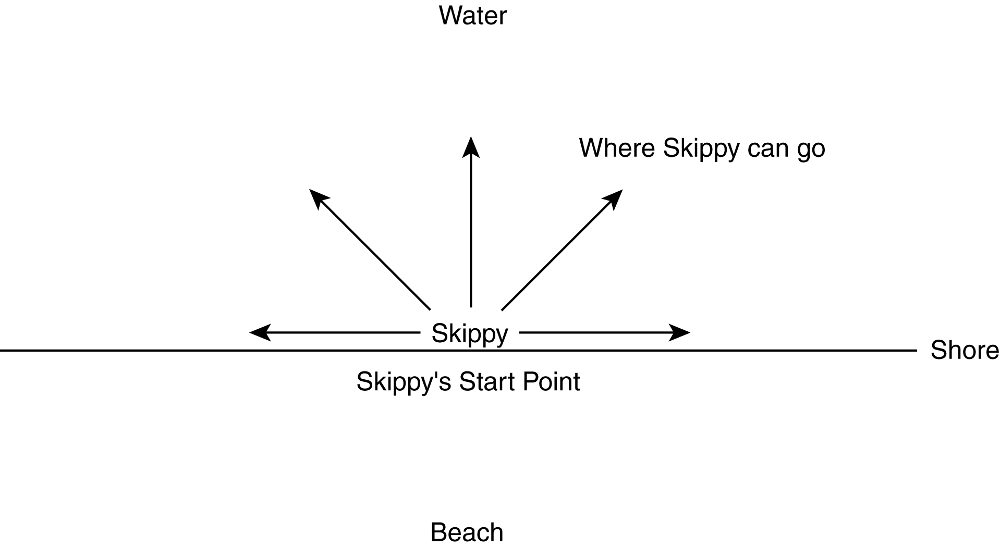 Water
Where Skippy can go
Skippy
Shore
Skippy's Start Point
Beach